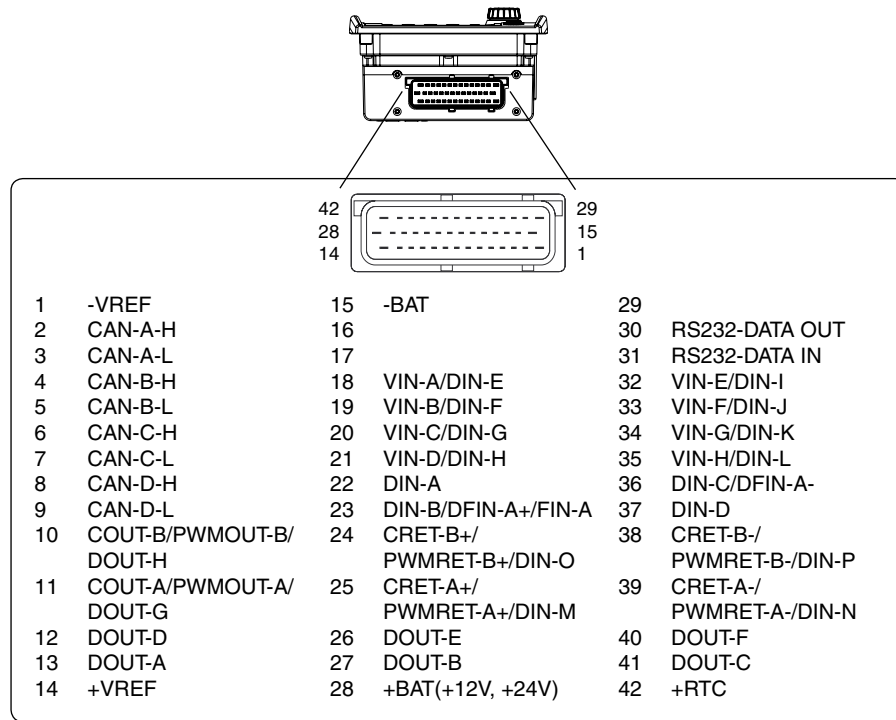 42 29
28 15
14 1
1 -VREF 15 -BAT 29
2 CAN-A-H 16 30 RS232-DATA OUT
3 CAN-A-L 17 31 RS232-DATA IN
4 CAN-B-H 18 VIN-A/DIN-E 32 VIN-E/DIN-I
5 CAN-B-L 19 VIN-B/DIN-F 33 VIN-F/DIN-J
6 CAN-C-H 20 VIN-C/DIN-G 34 VIN-G/DIN-K
7 CAN-C-L 21 VIN-D/DIN-H 35 VIN-H/DIN-L
8 CAN-D-H 22 DIN-A 36 DIN-C/DFIN-A-
9 CAN-D-L 23 DIN-B/DFIN-A+/FIN-A 37 DIN-D
10 COUT-B/PWMOUT-B/ 24 CRET-B+/ 38 CRET-B-/
DOUT-H PWMRET-B+/DIN-O PWMRET-B-/DIN-P
11 COUT-A/PWMOUT-A/ 25 CRET-A+/ 39 CRET-A-/
DOUT-G PWMRET-A+/DIN-M PWMRET-A-/DIN-N
12 DOUT-D 26 DOUT-E 40 DOUT-F
13 DOUT-A 27 DOUT-B 41 DOUT-C
14 +VREF 28 +BAT(+12V, +24V) 42 +RTC